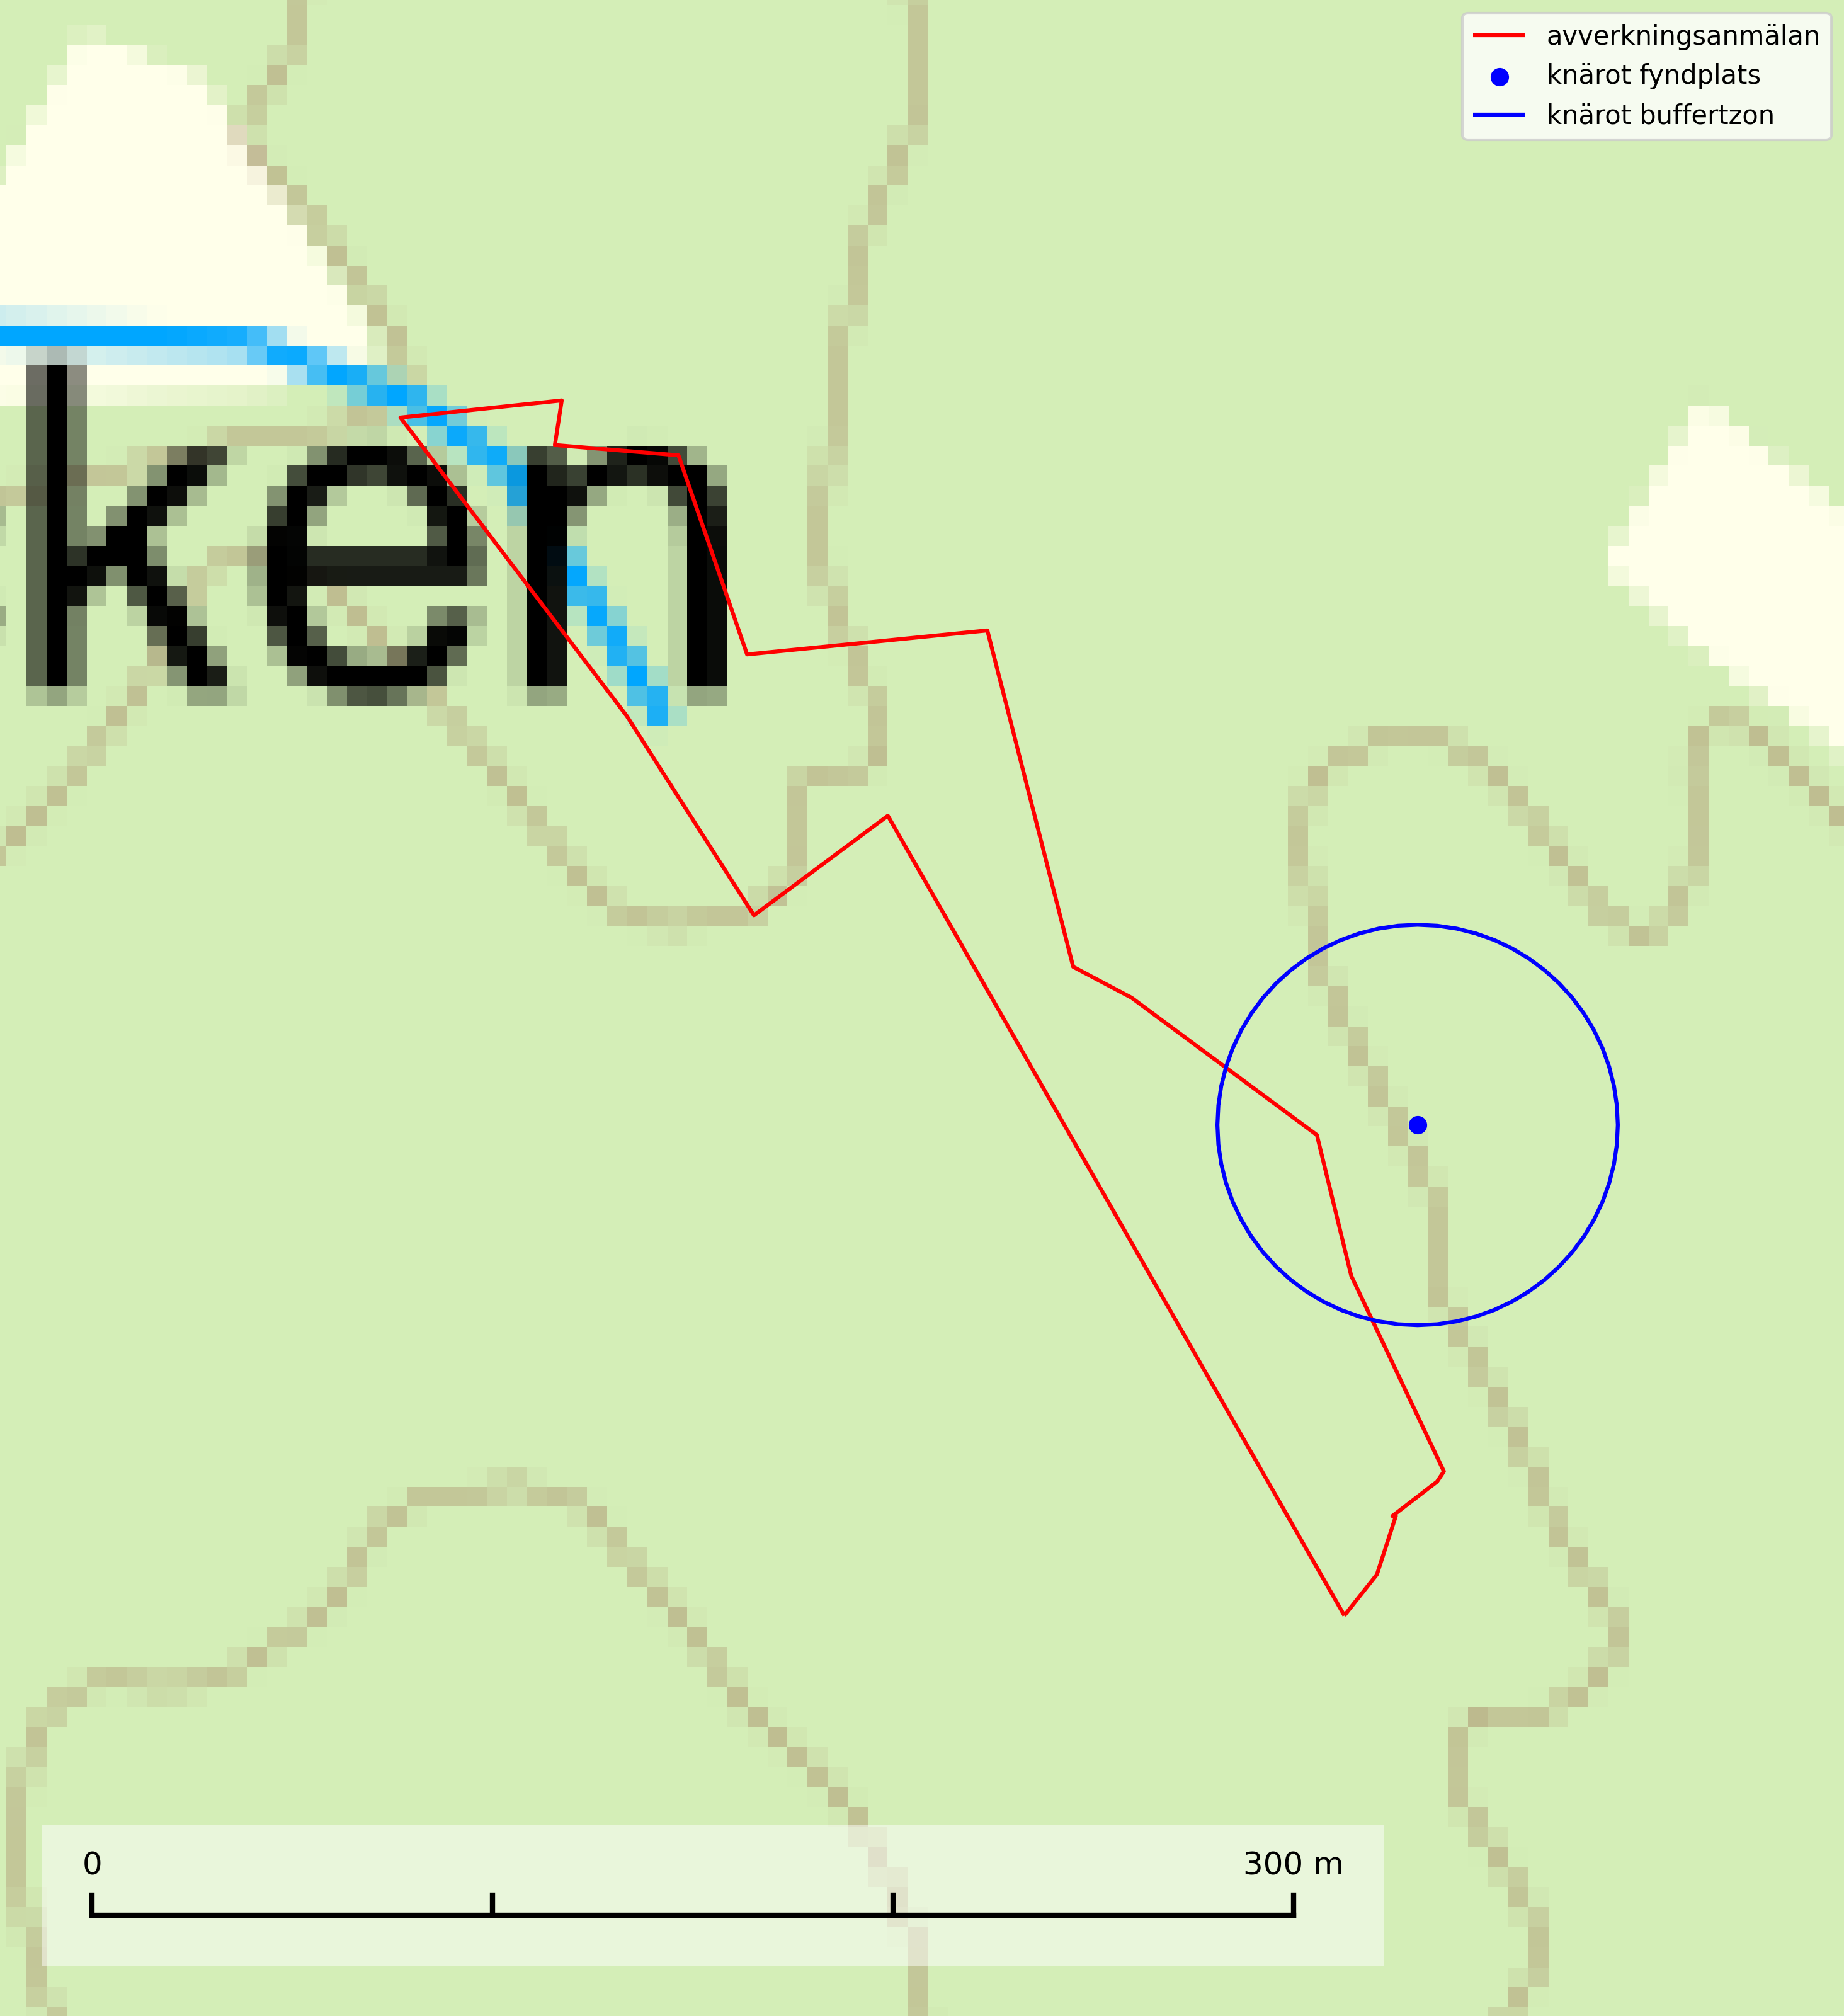 avverkningsanmälan
knärot fyndplats
knärot buffertzon
ken
0 300 m